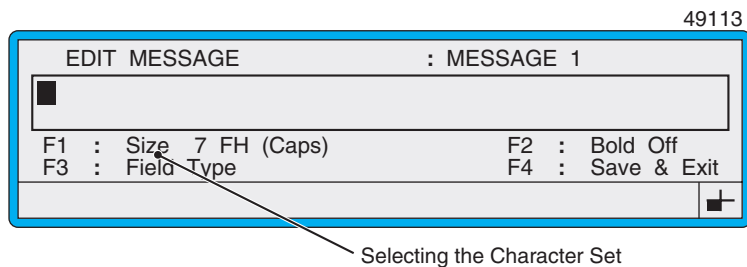 49113
EDIT MESSAGE : MESSAGE 1
F1 : Size 7 FH (Caps) F2 : Bold Off
F3 : Field Type F4 : Save & Exit
Selecting the Character Set